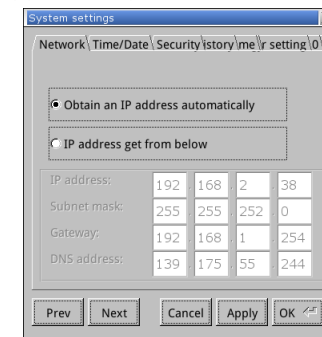 System settings
Network Time/Date Security istory me r setting 0
Obtain an IP address automatically
IP address get from below
IP address: 192 . 168 . 2 . 38
Subnet mask: 255 . 255 . 252 . 0
Gateway: 192 . 168 . 1 . 254
DNS address: 139 . 175 . 55 . 244
Prev Next Cancel Apply OK